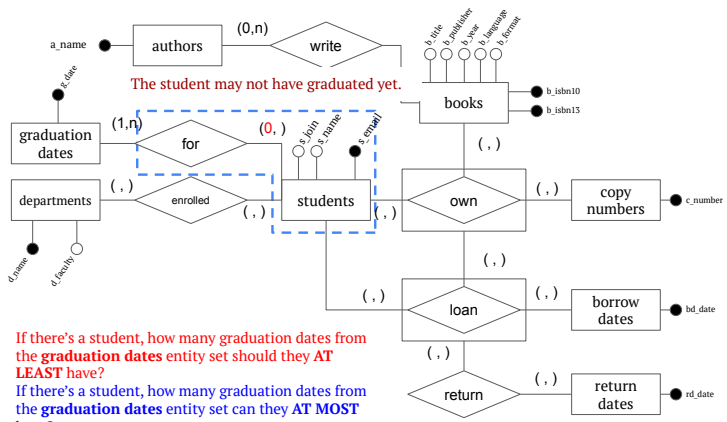 b_title
b_publisher
b_year
b_language
b_format
(0,n)
a_name
authors
write
The student may not have graduated yet.
g_date
books
b_isbn10
b_isbn13
(1,n)
(0, )
s_join
s_name
s_email
graduation
dates
for
( , )
( , )
( , )
departments
enrolled
students
own
copy
numbers
c_number
( , )
( , )
( , )
d_name
d_faculty
( , )
( , )
loan
borrow
dates
bd_date
If there's a student, how many graduation dates from
the graduation dates entity set should they AT
LEAST have?
( , )
( , )
return
return
dates
rd_date
If there's a student, how many graduation dates from
the graduation dates entity set can they AT MOST